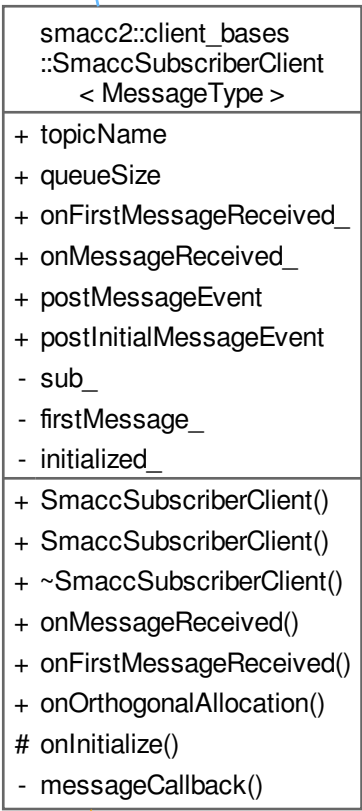 smacc2::client_bases
::SmaccSubscriberClient
< MessageType >
+ topicName
+ queueSize
+ onFirstMessageReceived_
+ onMessageReceived_
+ postMessageEvent
+ postInitialMessageEvent
- sub_
- firstMessage_
- initialized_
+ SmaccSubscriberClient()
+ SmaccSubscriberClient()
+ ~SmaccSubscriberClient()
+ onMessageReceived()
+ onFirstMessageReceived()
+ onOrthogonalAllocation()
# onInitialize()
- messageCallback()